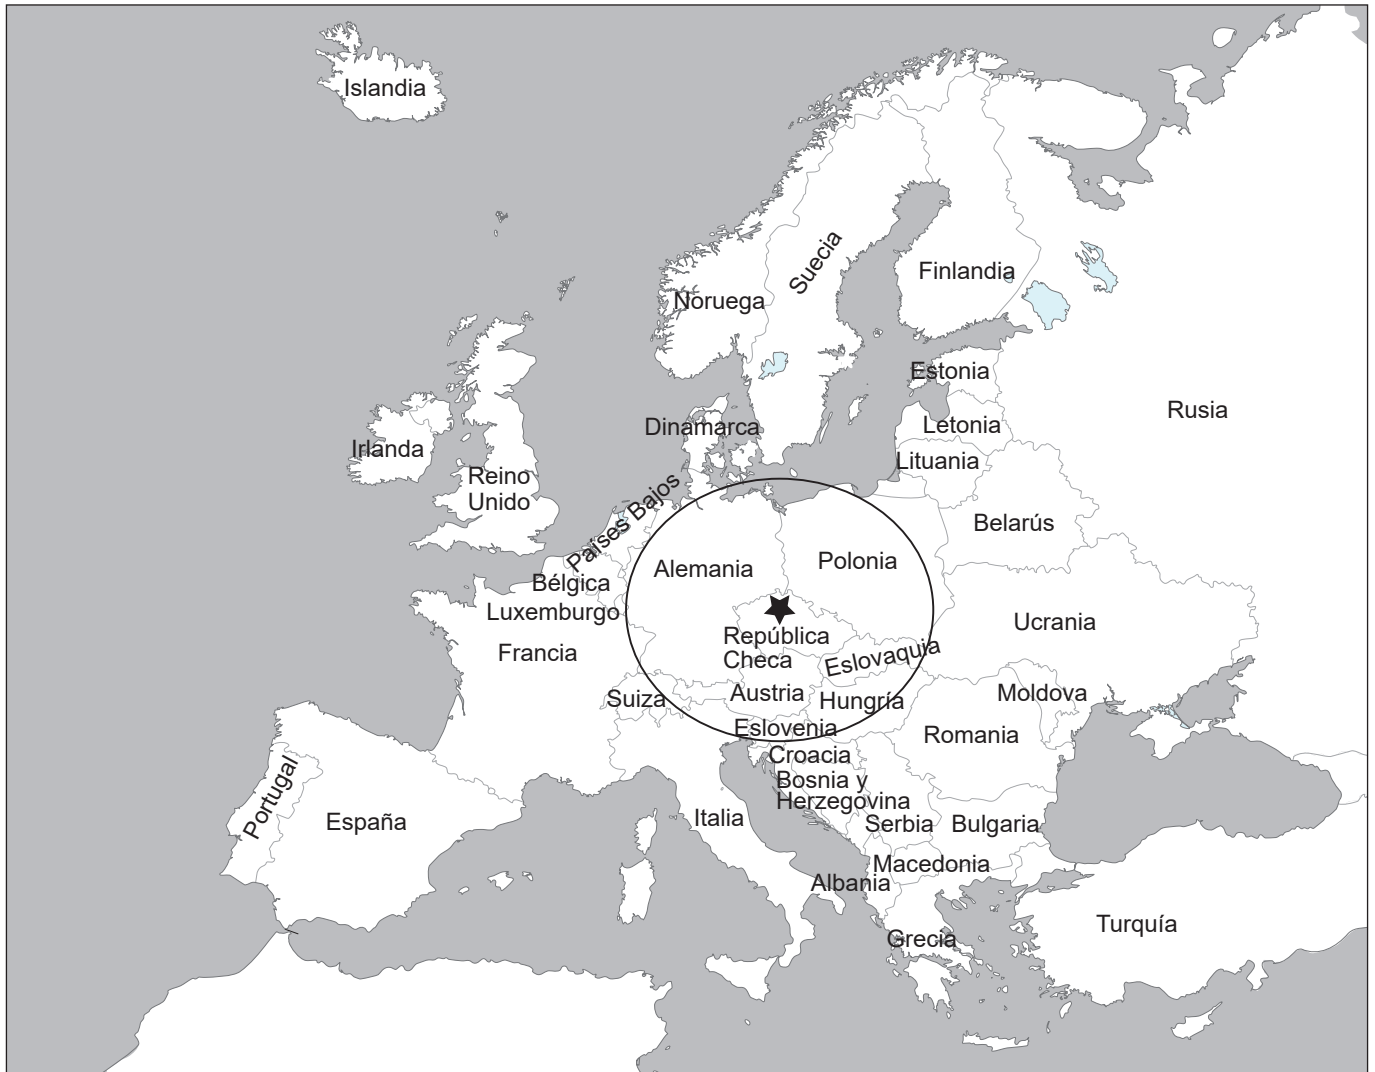 Islandia
Suecia
Finlandia
Noruega
Estonia
Rusia
Letonia
Dinamarca
Irlanda
Lituania
Reino
Unido
Países Bajos
Belarús
Polonia
Alemania
Bélgica
Luxemburgo
Ucrania
República
Checa
Francia
Eslovaquia
Austria
Moldova
Suiza
Hungría
Eslovenia
Romania
Croacia
Bosnia y
Herzegovina
Portugal
España
Italia
Serbia
Bulgaria
Macedonia
Albania
Turquía
Grecia